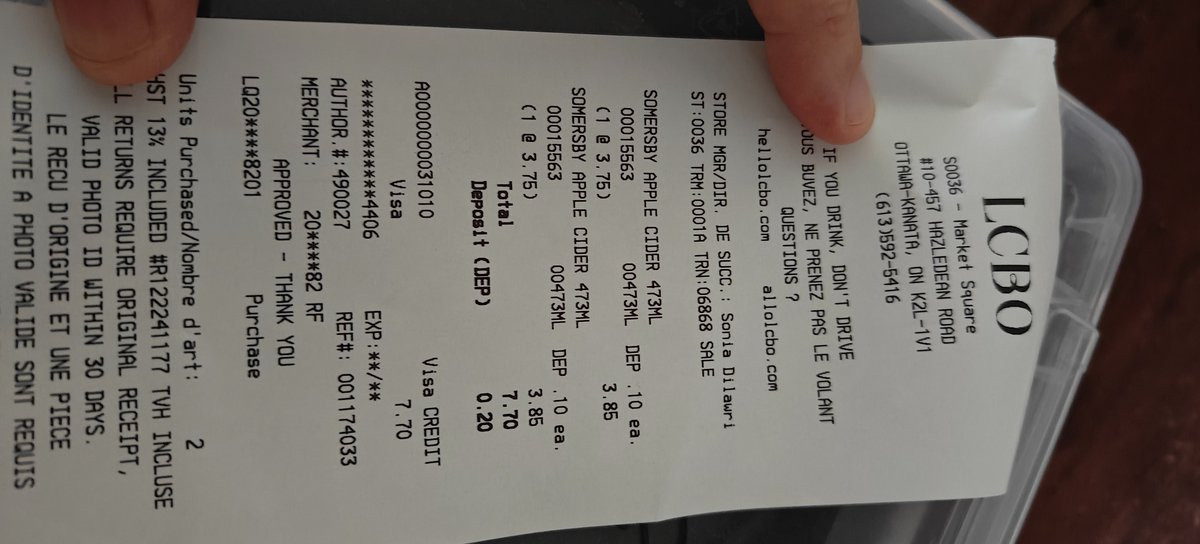 LCBO
S0036 - Market Square
#10-457 HAZLEDEAN ROAD
OTTAWA-KANATA, ON K2L-1V1
(613)592-5416
IF YOU DRINK, DON'T DRIVE
BUVEZ, NE PRENEZ PAS LE VOLANT
QUESTIONS ?
hellolcbo.com allolcbo.com
STORE MGR/DIR. DE SUCC.: Sonia Dilawri
ST:0036 TRM:0001A TRN:06868 SALE
SOMERSBY APPLE CIDER 473ML
00015563 00473ML DEP .10 ea.
(1 @ 3.75) 3.85
SOMERSBY APPLE CIDER 473ML
00015563 00473ML DEP .10 ea.
(1 @ 3.75) 3.85
Total 7.70
Deposit (DEP) 0.20
A0000000031010 Visa CREDIT
Visa 7.70
************4406 EXP:**/**
AUTHOR.#:490027 REF#: 001174033
MERCHANT: 20****82 RF
APPROVED - THANK YOU
LQ20****8201 Purchase
Units Purchased/Nombre d'art: 2
HST 13% INCLUDED #R122241177 TVH INCLUSE
RETURNS REQUIRE ORIGINAL RECEIPT,
VALID PHOTO ID WITHIN 30 DAYS.
LE RECU D'ORIGINE ET UNE PIECE
D'IDENTITE A PHOTO VALIDE SONT REQUIS